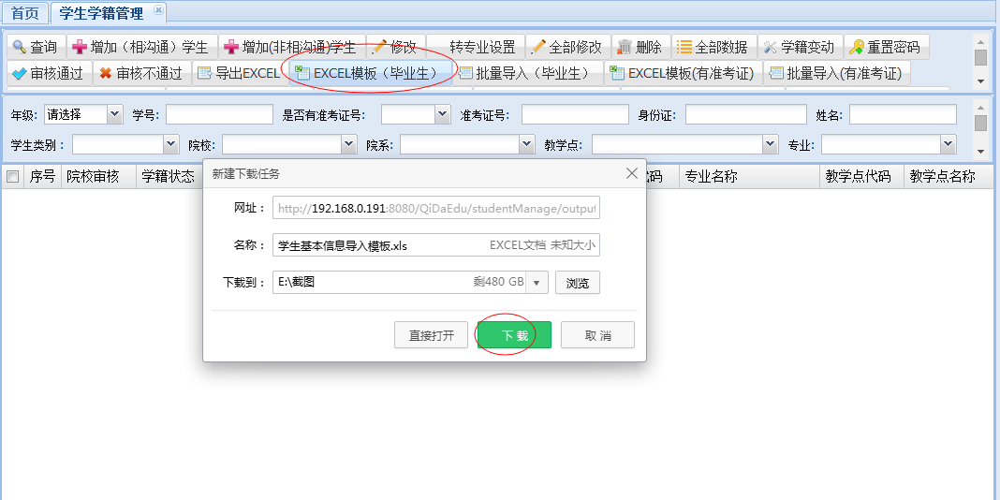 首页 学生学籍管理
查询 增加（相沟通）学生 增加(非相沟通)学生 修改 转专业设置 全部修改 删除 全部数据 学籍变动 重置密码
审核通过 审核不通过 导出EXCEL EXCEL模板（毕业生） 批量导入（毕业生） EXCEL模板(有准考证) 批量导入(有准考证)
年级: 请选择 学号: 是否有准考证号: 准考证号: 身份证: 姓名:
学生类别： 院校: 院系: 教学点: 专业:
序号 院校审核 学籍状态 代码 专业名称 教学点代码 教学点名称
新建下载任务
网址： http://192.168.0.191:8080/QiDaEdu/studentManage/output
名称： 学生基本信息导入模板.xls EXCEL文档 未知大小
下载到： E:\截图 剩480 GB 浏览
直接打开 下载 取消